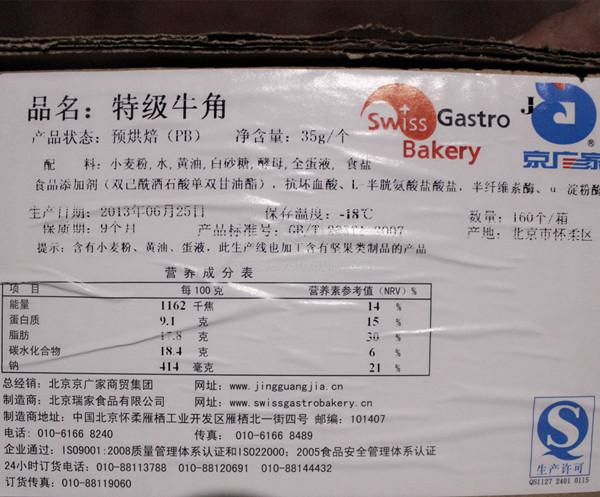 品名：特级牛角
Swiss Gastro Bakery
京广家
®
产品状态：预烘焙（PB） 净含量：35g/个
配 料：小麦粉,水,黄油,白砂糖,酵母,全蛋液, 食盐
食品添加剂（双乙酰酒石酸单双甘油酯），抗坏血酸、L-半胱氨酸盐酸盐，半纤维素酶、α 淀粉酶
生产日期：2013年06月25日 保存温度：-18℃ 数量：160个/箱
保质期：9个月 产品标准号：GB/T 2007 产地：北京市怀柔区
提示：含有小麦粉、黄油、蛋液，此生产线也加工含有坚果类制品的产品
营养成分表
项 目 每100克 营养素参考值（NRV）%
能量 1162 千焦 14 %
蛋白质 9.1 克 15 %
脂肪 17.8 克 30 %
碳水化合物 18.4 克 6 %
钠 414 毫克 21 %
总经销：北京京广家商贸集团 网址：www.jingguangjia.cn
制造商：北京瑞家食品有限公司 网址：www.swissgastrobakery.cn
制造商地址：中国北京怀柔雁栖工业开发区雁栖北一街四号 邮编：101407
电话：010-6166 8240 传真：010-6166 8489
企业通过：ISO9001:2008质量管理体系认证和ISO22000：2005食品安全管理体系认证
24小时订货电话：010-88113788 010-88120691 010-88144432
订货传真：010-88119060
生产许可
QS1127 2401 0115